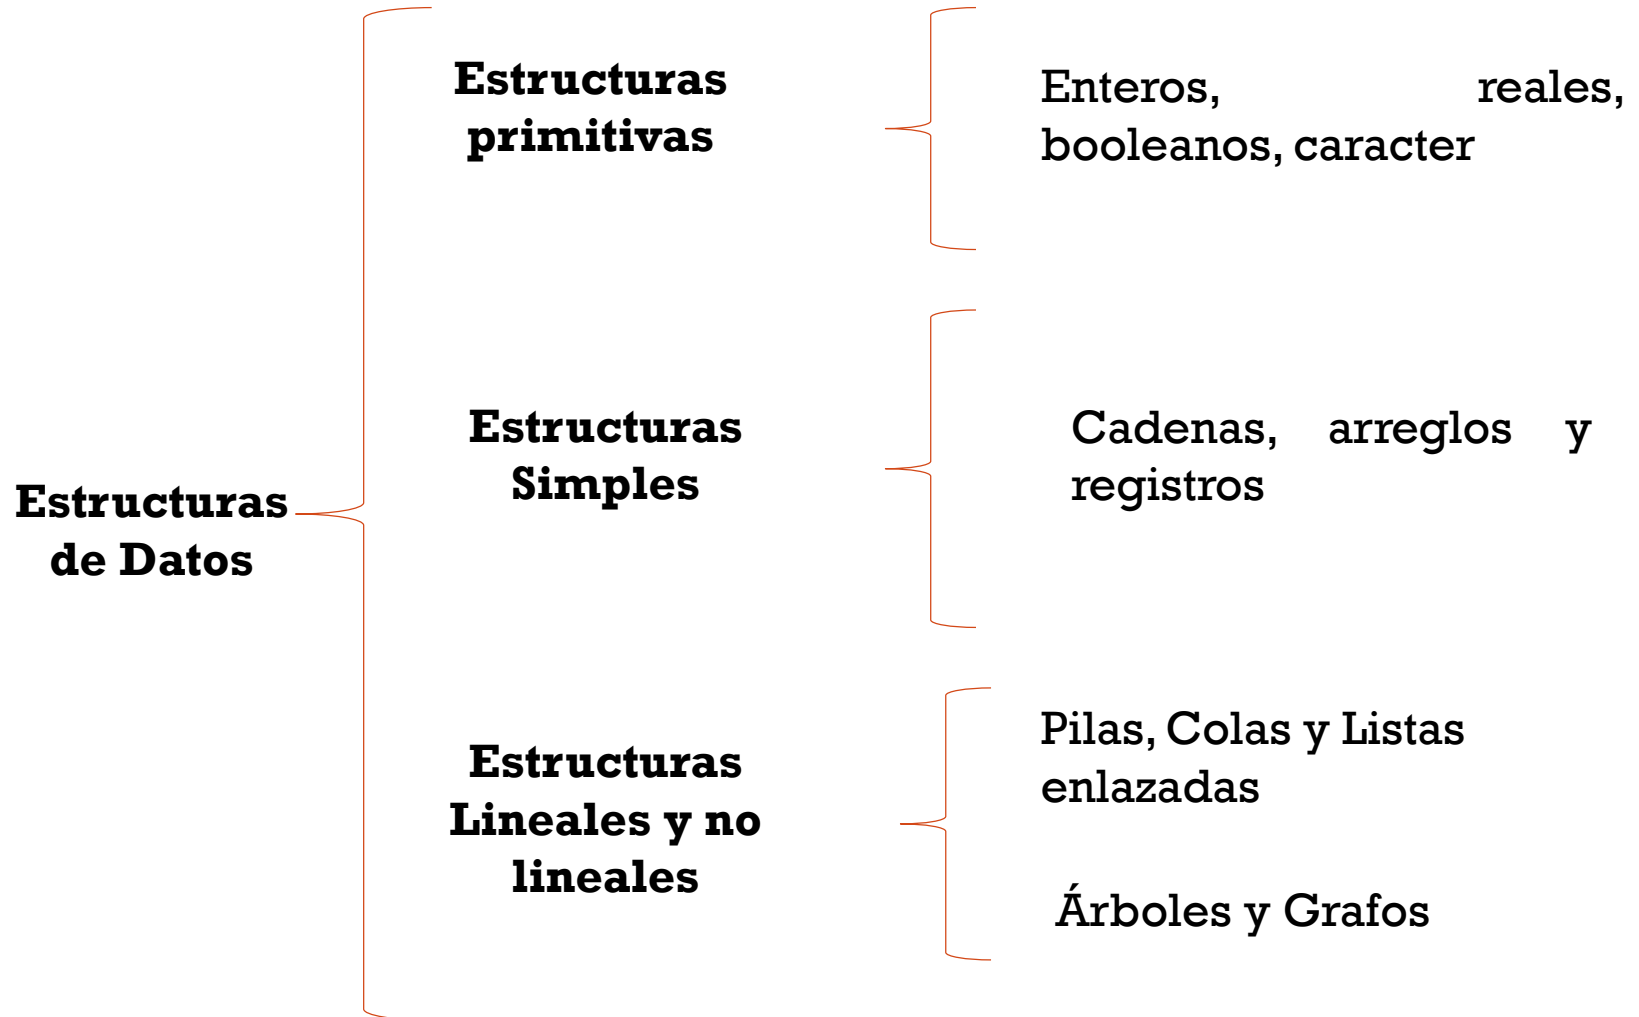 Estructuras
de Datos
Estructuras
primitivas
Enteros, reales,
booleanos, caracter
Estructuras
Simples
Cadenas, arreglos y
registros
Estructuras
Lineales y no
lineales
Pilas, Colas y Listas
enlazadas
Árboles y Grafos